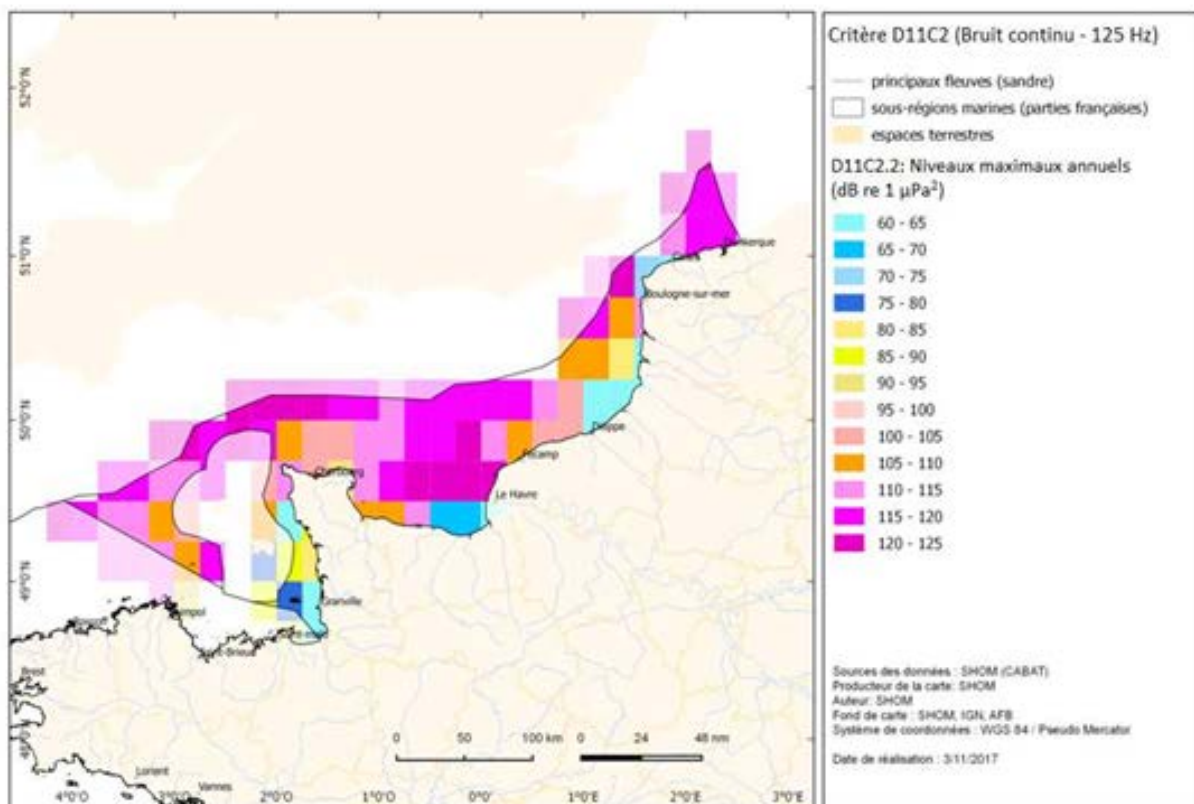 Critère D11C2 (Bruit continu - 125 Hz)
principaux fleuves (sandre)
sous-régions marines (parties françaises)
espaces terrestres
D11C2.2: Niveaux maximaux annuels
(dB re 1 µPa²)
60 - 65
65 - 70
70 - 75
75 - 80
80 - 85
85 - 90
90 - 95
95 - 100
100 - 105
105 - 110
110 - 115
115 - 120
120 - 125
Sources des données : SHOM (CABAT)
Producteur de la carte: SHOM
Auteur: SHOM
Fond de carte : SHOM, IGN, AFB
Système de coordonnées : WGS 84 / Pseudo Mercator
Date de réalisation : 3/11/2017
52°0'N
51°0'N
Boulogne-sur-mer
50°0'N
Dieppe
Fécamp
Cherbourg
Le Havre
49°0'N
Granville
Brest
Lorient
Vannes
0 50 100 km
0 24 48 nm
4°0'O
3°0'O
2°0'O
1°0'O
0°0'
1°0'E
2°0'E
3°0'E